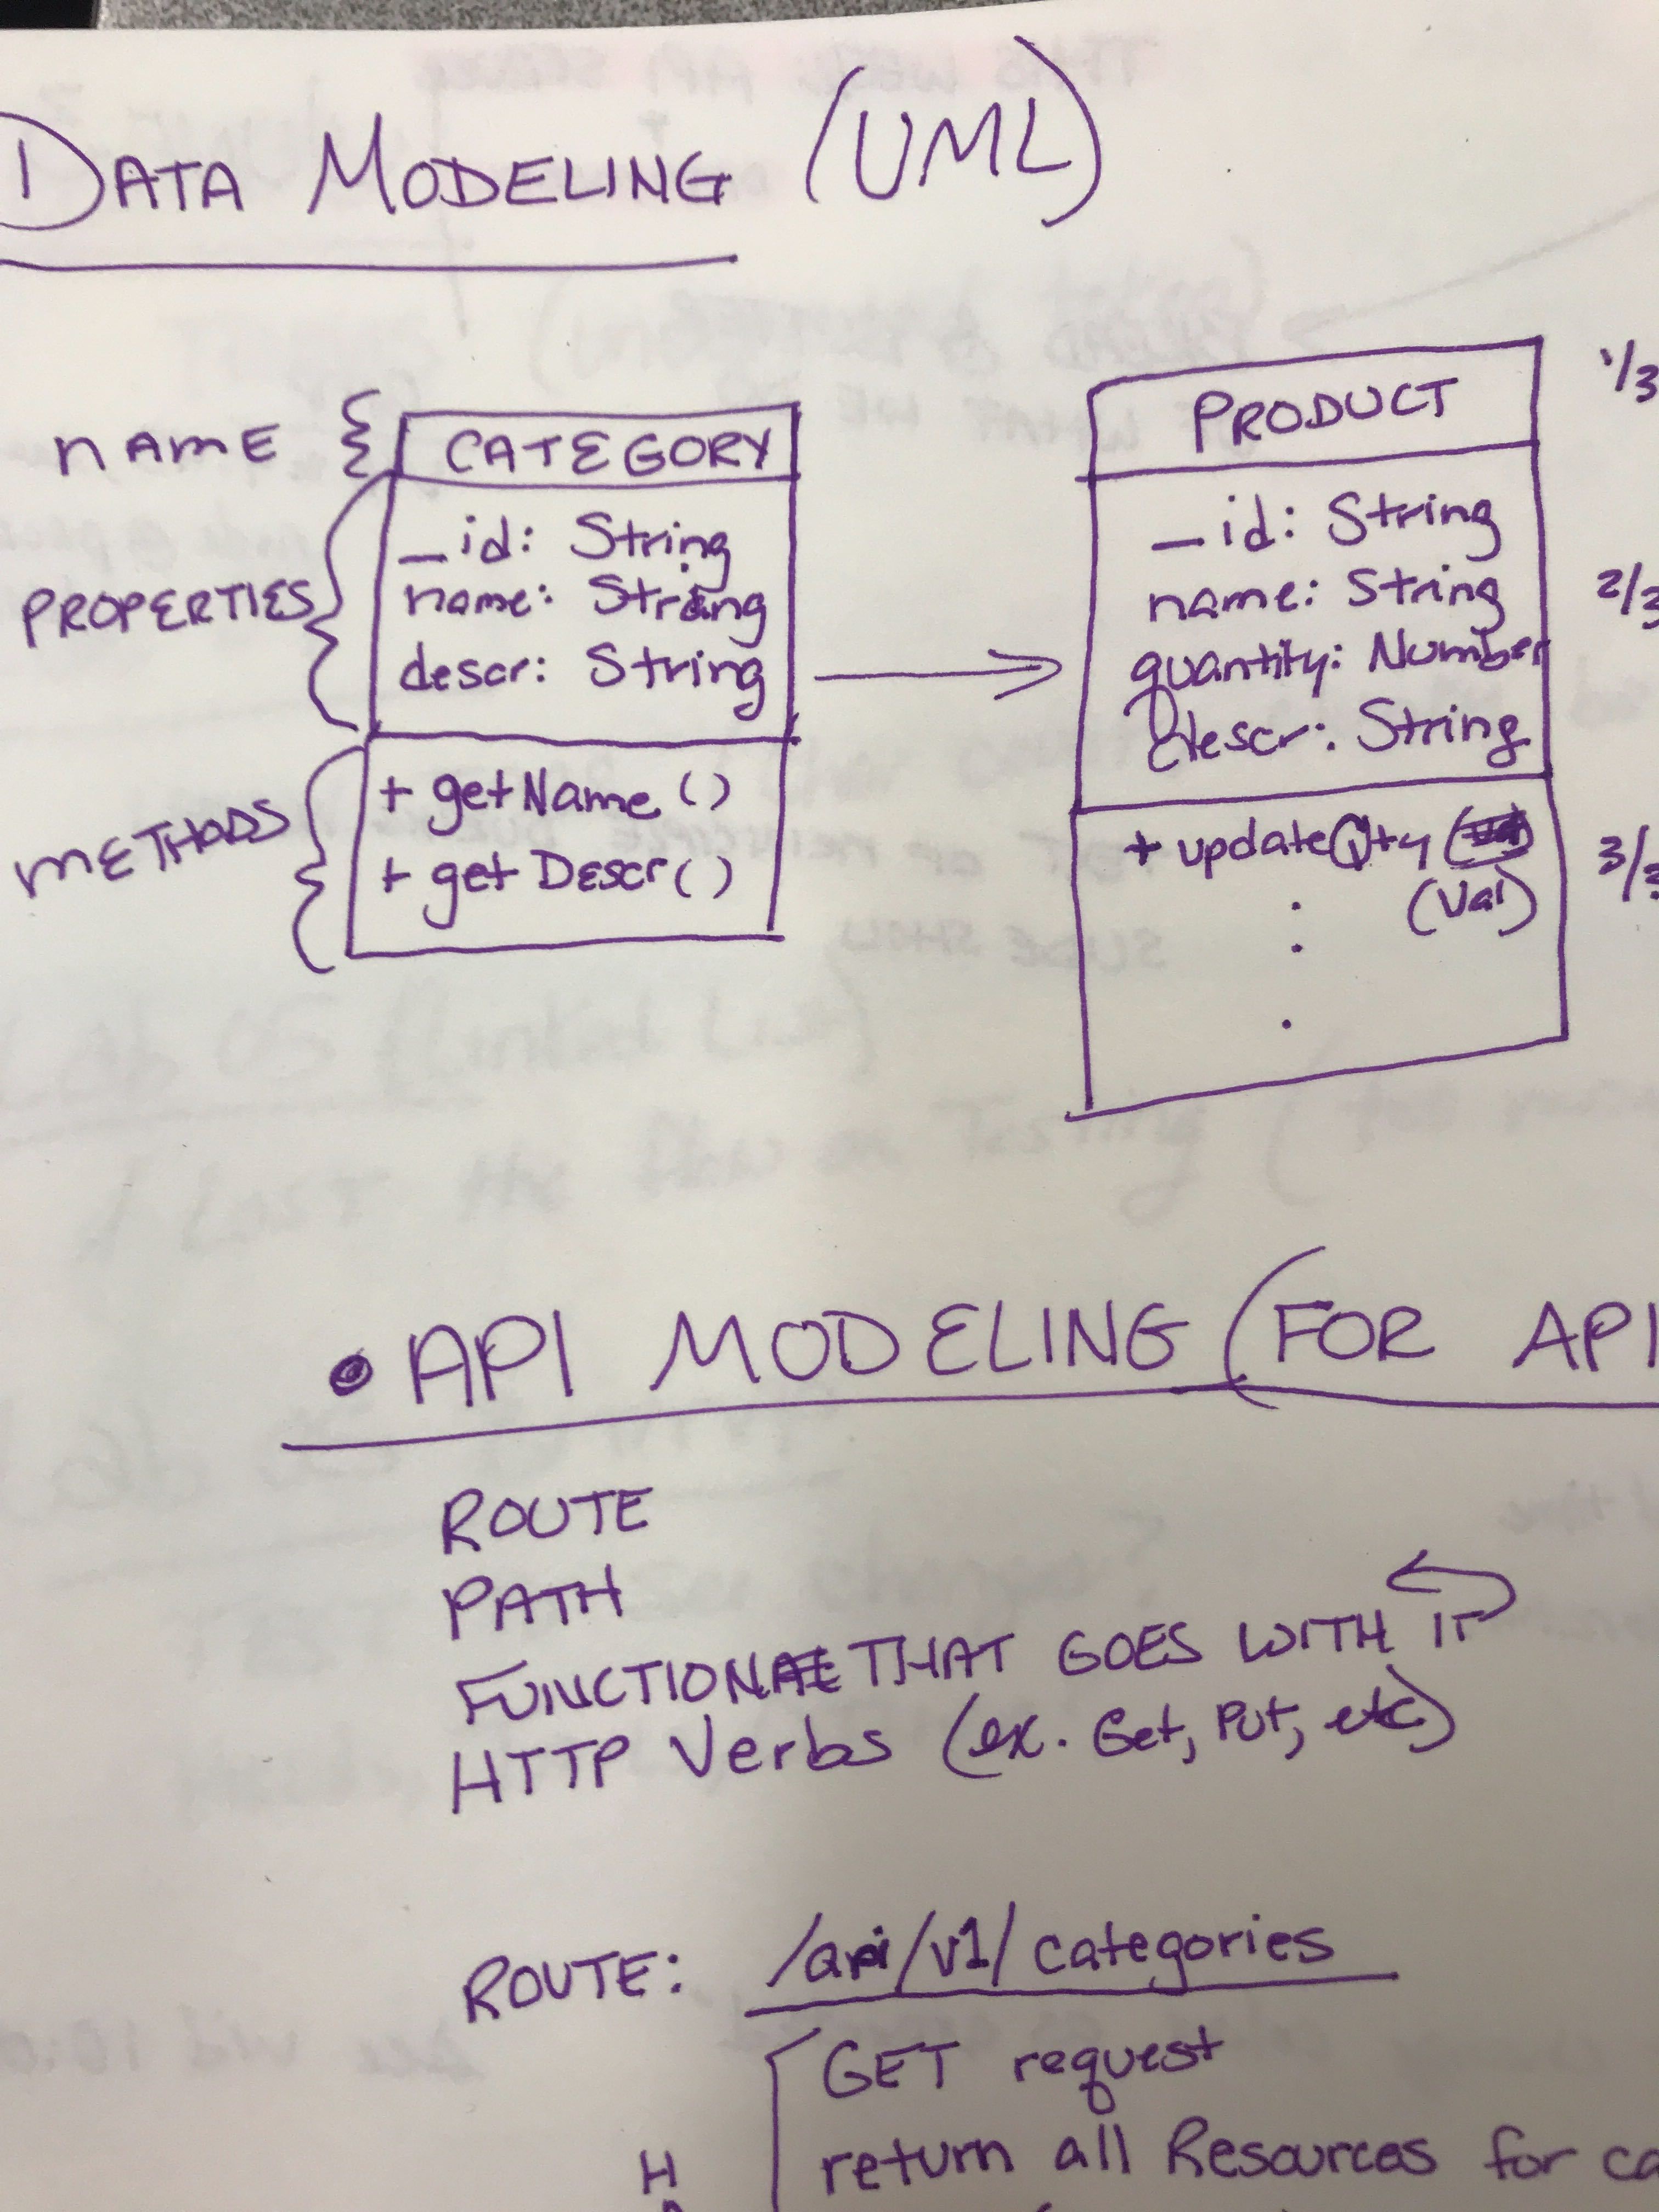 1) DATA MODELING (UML)
NAME { CATEGORY
PROPERTIES
_id: String
name: String
descr: String
METHODS
+ getName ()
+ getDescr ()
PRODUCT 1/3
_id: String
name: String 2/3
quantity: Number
descr: String
+ updateQty 3/3
(val)
• API MODELING (FOR API
ROUTE
PATH
FUNCTION THAT GOES WITH IT
HTTP Verbs (ex. Get, Put, etc)
ROUTE: /api/v1/categories
GET request
H return all Resources for ca